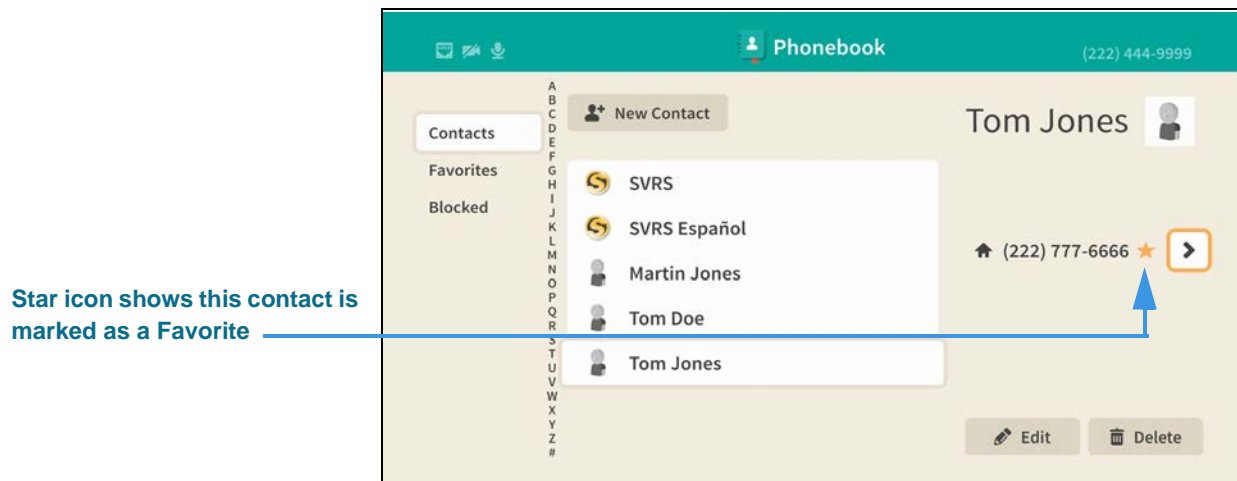 Phonebook
(222) 444-9999
Contacts
Favorites
Blocked
A
B
C
D
E
F
G
H
I
J
K
L
M
N
O
P
Q
R
S
T
U
V
W
X
Y
Z
#
New Contact
SVRS
SVRS Español
Martin Jones
Tom Doe
Tom Jones
Tom Jones
(222) 777-6666
Edit
Delete
Star icon shows this contact is
marked as a Favorite